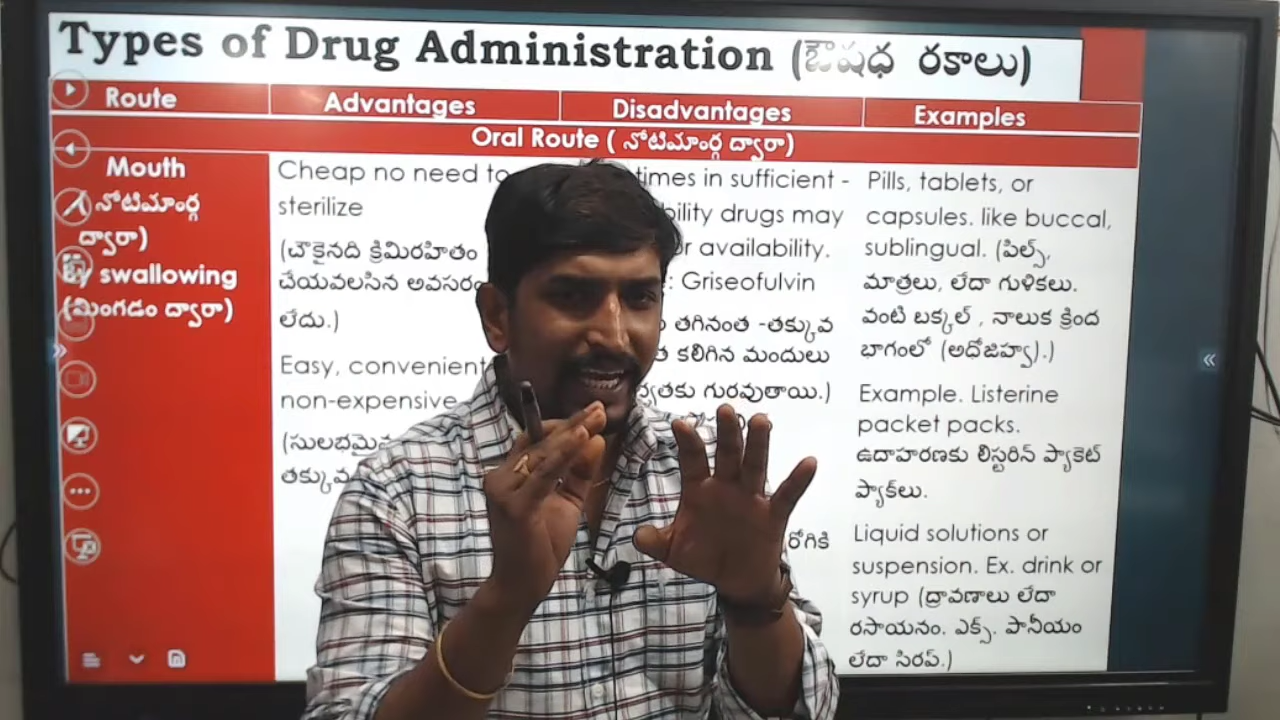 Types of Drug Administration (ఔషధ రకాలు)
Route Advantages Disadvantages Examples
Oral Route ( నోటిమార్గ ద్వారా)
Mouth
( నోటిమార్గ
ద్వారా)
By swallowing
(మింగడం ద్వారా)
Cheap no need to
sterilize
(చౌకైనది క్రిమిరహితం
చేయవలసిన అవసరం
లేదు.)
Easy, convenient
non-expensive
(సులభమైన
తక్కువ
times in sufficient -
bility drugs may
availability.
: Griseofulvin
తగినంత -తక్కువ
కలిగిన మందులు
గురవుతాయి.)
రోగికి
Pills, tablets, or
capsules. like buccal,
sublingual. (పిల్స్,
మాత్రలు, లేదా గుళికలు.
వంటి బక్కల్ , నాలుక క్రింద
బాగంలో (అదోజిహ్వ).)
Example. Listerine
packet packs.
ఉదాహరణకు లిస్టరిన్ ప్యాకెట్
ప్యాక్‌లు.
Liquid solutions or
suspension. Ex. drink or
syrup (ద్రావణాలు లేదా
రసాయనం. ఎక్స్. పానీయం
లేదా సిరప్.)